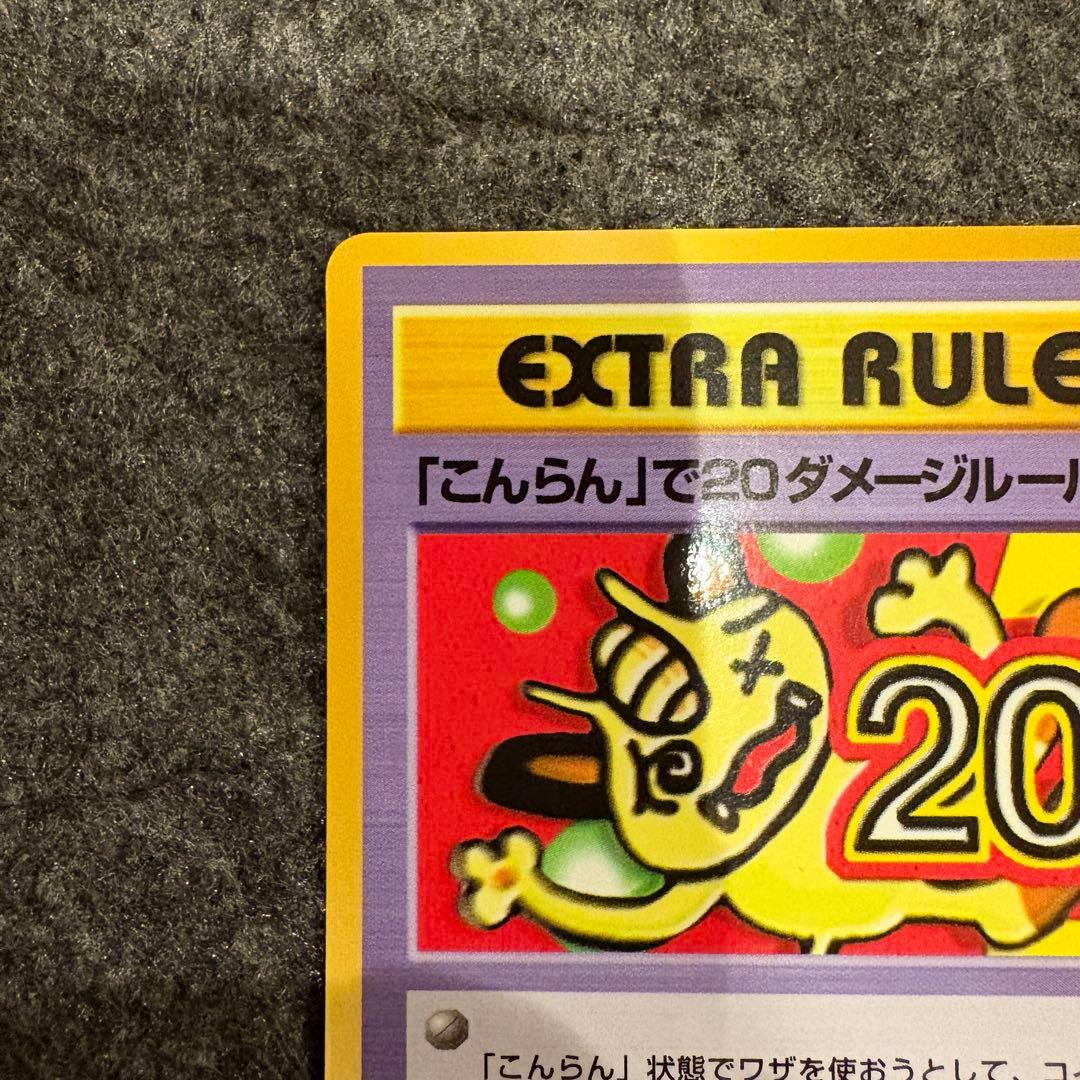 EXTRA RULE
「こんらん」で20ダメージルール
20
「こんらん」状態でワザを使おうとして、コイ